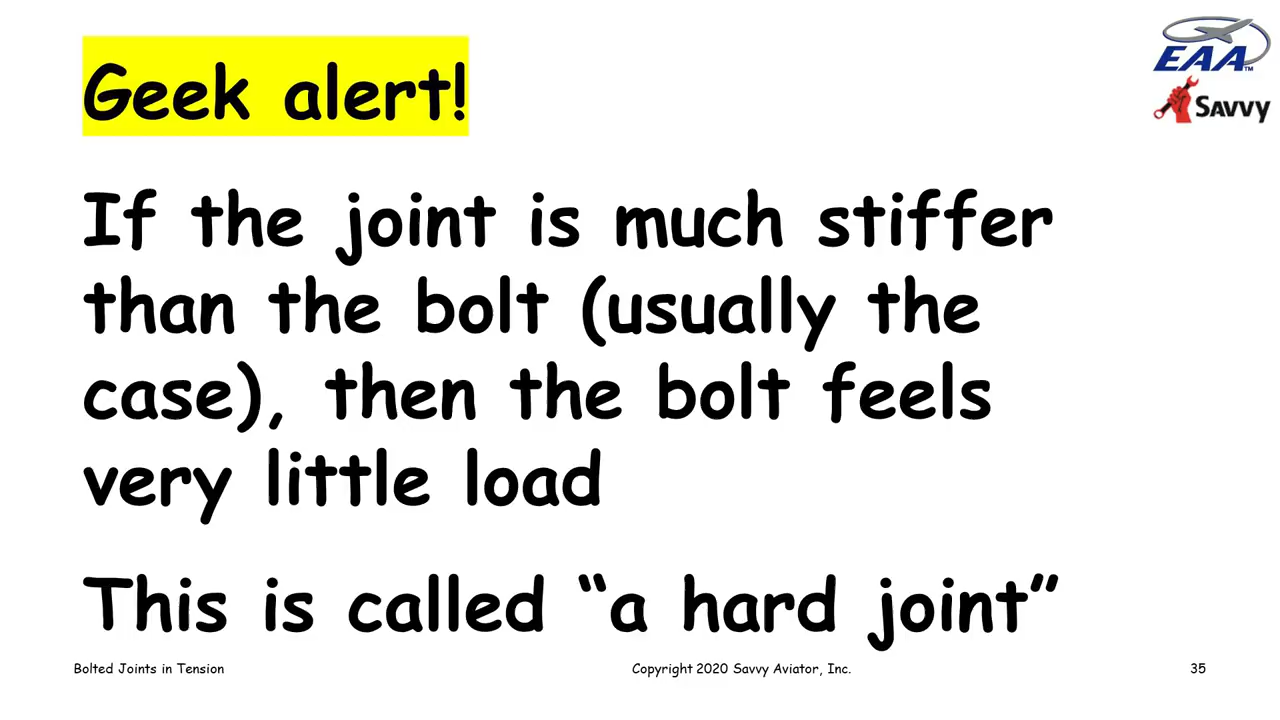 Geek alert!
EAA™
SAVVY
If the joint is much stiffer
than the bolt (usually the
case), then the bolt feels
very little load
This is called “a hard joint”
Bolted Joints in Tension
Copyright 2020 Savvy Aviator, Inc.
35